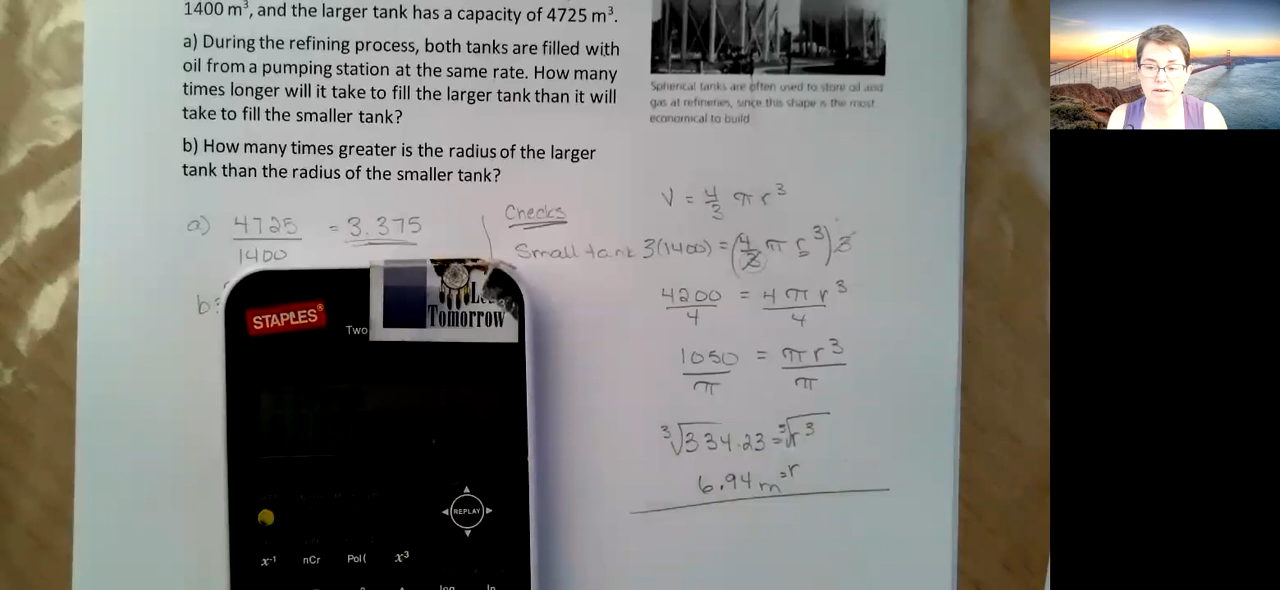 1400 m³, and the larger tank has a capacity of 4725 m³.
a) During the refining process, both tanks are filled with
oil from a pumping station at the same rate. How many
times longer will it take to fill the larger tank than it will
take to fill the smaller tank?
b) How many times greater is the radius of the larger
tank than the radius of the smaller tank?
Spherical tanks are often used to store oil and
gas at refineries, since this shape is the most
economical to build
a) 4725/1400 = 3.375
b:
Checks
V = 4/3 π r³
Small tank 3(1400) = (4/3 π r³)3
4200/4 = 4πr³/4
1050/π = πr³/π
³√334.23 = ³√r³
6.94 m = r
STAPLES®
Two
Tomorrow
REPLAY
x⁻¹ nCr Pol( x³
log ln